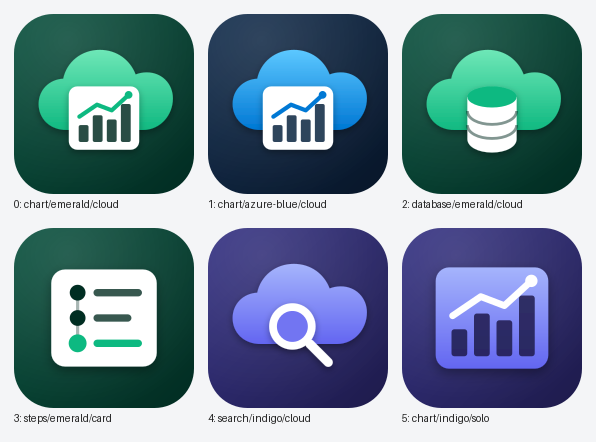 0: chart/emerald/cloud
1: chart/azure-blue/cloud
2: database/emerald/cloud
3: steps/emerald/card
4: search/indigo/cloud
5: chart/indigo/solo